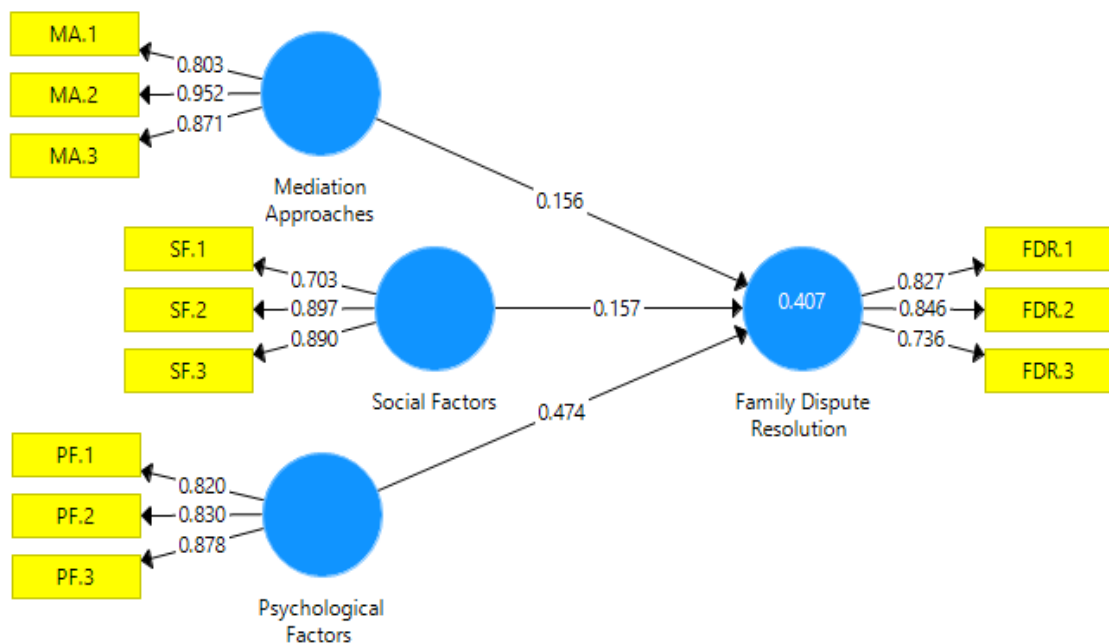 MA.1
0.803
MA.2
0.952
MA.3
0.871
Mediation
Approaches
0.156
SF.1
0.703
SF.2
0.897
SF.3
0.890
Social Factors
0.157
PF.1
0.820
PF.2
0.830
PF.3
0.878
Psychological
Factors
0.474
0.407
Family Dispute
Resolution
FDR.1
0.827
FDR.2
0.846
FDR.3
0.736